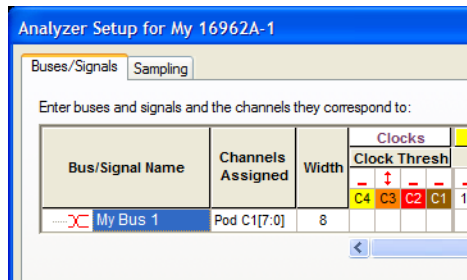 Analyzer Setup for My 16962A-1
Buses/Signals Sampling
Enter buses and signals and the channels they correspond to:
Bus/Signal Name Channels Assigned Width Clocks
Clock Thresh
C4 C3 C2 C1 1
My Bus 1 Pod C1[7:0] 8